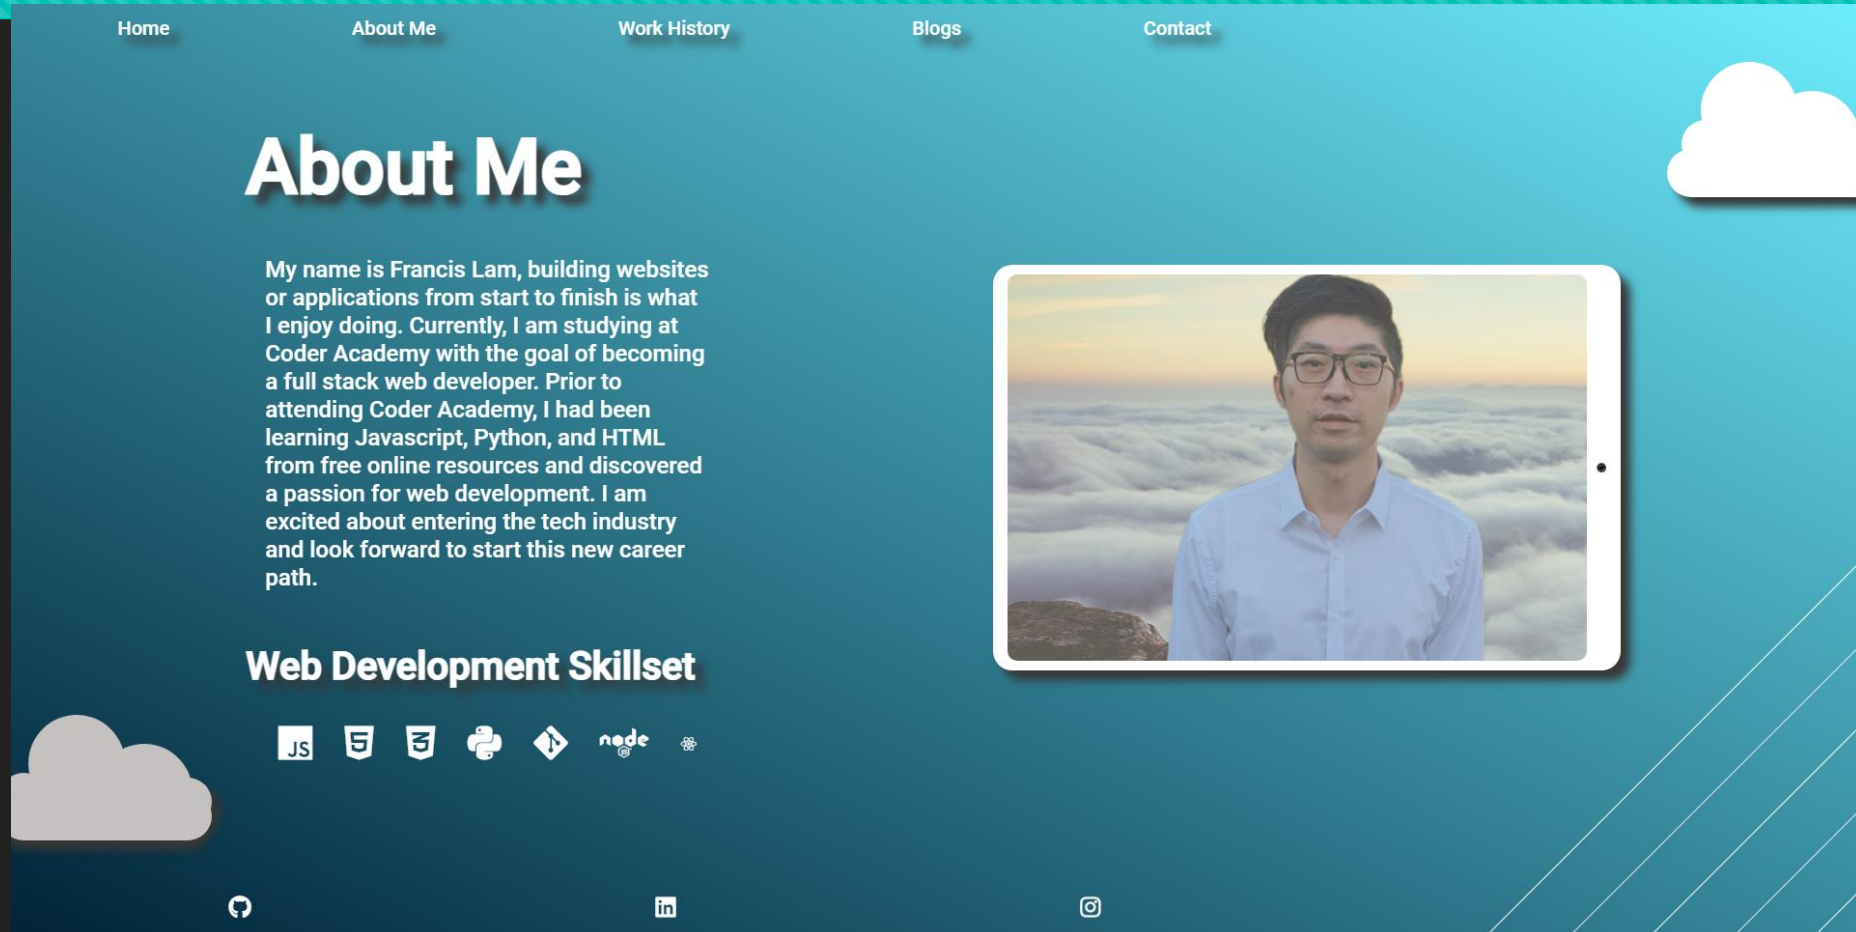 Home
About Me
Work History
Blogs
Contact
About Me
My name is Francis Lam, building websites
or applications from start to finish is what
I enjoy doing. Currently, I am studying at
Coder Academy with the goal of becoming
a full stack web developer. Prior to
attending Coder Academy, I had been
learning Javascript, Python, and HTML
from free online resources and discovered
a passion for web development. I am
excited about entering the tech industry
and look forward to start this new career
path.
Web Development Skillset
JS
5
3
node
JS
in